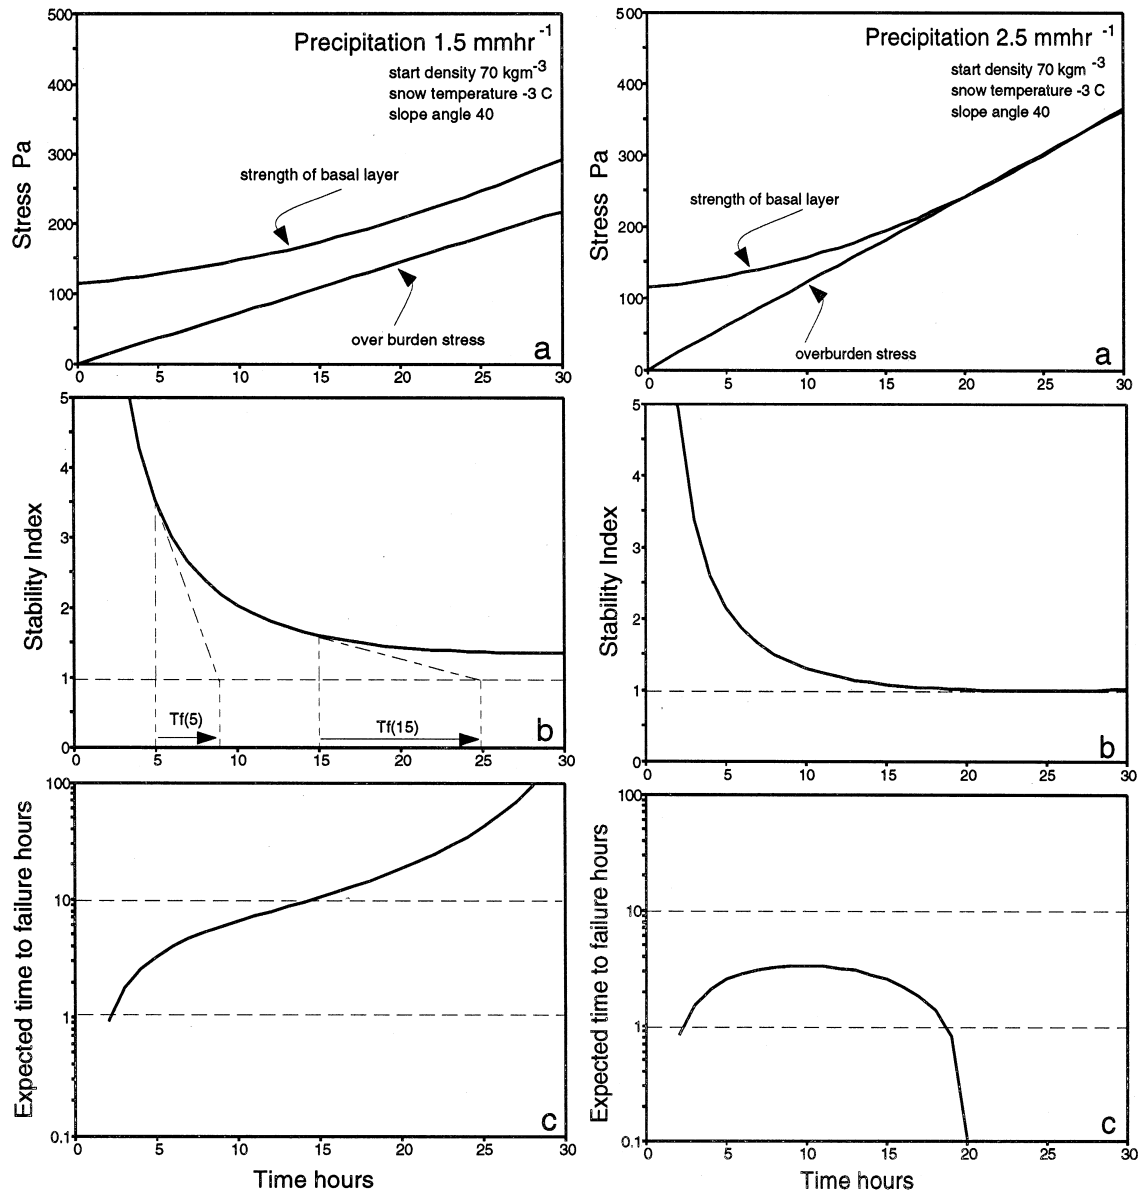 Precipitation 1.5 mmhr -1
start density 70 kgm-3
snow temperature -3 C
slope angle 40
Stress Pa
500
400
300
200
100
0
strength of basal layer
over burden stress
a
0 5 10 15 20 25 30
Stability Index
5
4
3
2
1
0
Tf(5)
Tf(15)
b
0 5 10 15 20 25 30
Expected time to failure hours
100
10
1
0.1
c
0 5 10 15 20 25 30
Time hours
Precipitation 2.5 mmhr -1
start density 70 kgm -3
snow temperature -3 C
slope angle 40
Stress Pa
500
400
300
200
100
0
strength of basal layer
overburden stress
a
0 5 10 15 20 25 30
Stability Index
5
4
3
2
1
0
b
0 5 10 15 20 25 30
Expected time to failure hours
100
10
1
0.1
c
0 5 10 15 20 25 30
Time hours